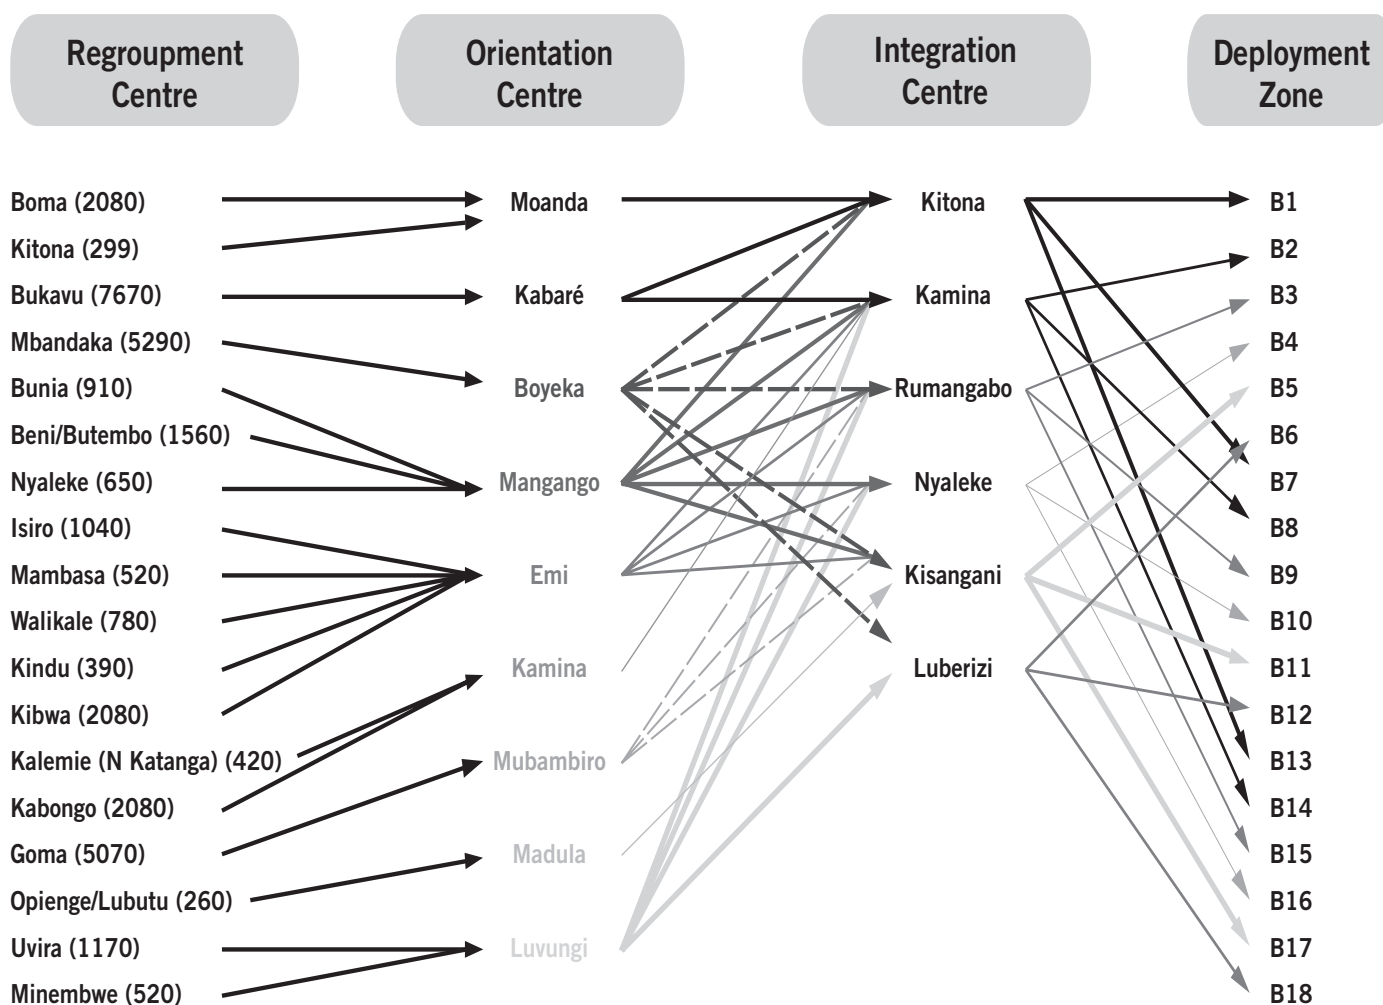 Regroupment
Centre
Orientation
Centre
Integration
Centre
Deployment
Zone
Boma (2080)
Kitona (299)
Bukavu (7670)
Mbandaka (5290)
Bunia (910)
Beni/Butembo (1560)
Nyaleke (650)
Isiro (1040)
Mambasa (520)
Walikale (780)
Kindu (390)
Kibwa (2080)
Kalemie (N Katanga) (420)
Kabongo (2080)
Goma (5070)
Opienge/Lubutu (260)
Uvira (1170)
Minembwe (520)
Moanda
Kabaré
Boyeka
Mangango
Emi
Kamina
Mubambiro
Madula
Luvungi
Kitona
Kamina
Rumangabo
Nyaleke
Kisangani
Luberizi
B1
B2
B3
B4
B5
B6
B7
B8
B9
B10
B11
B12
B13
B14
B15
B16
B17
B18